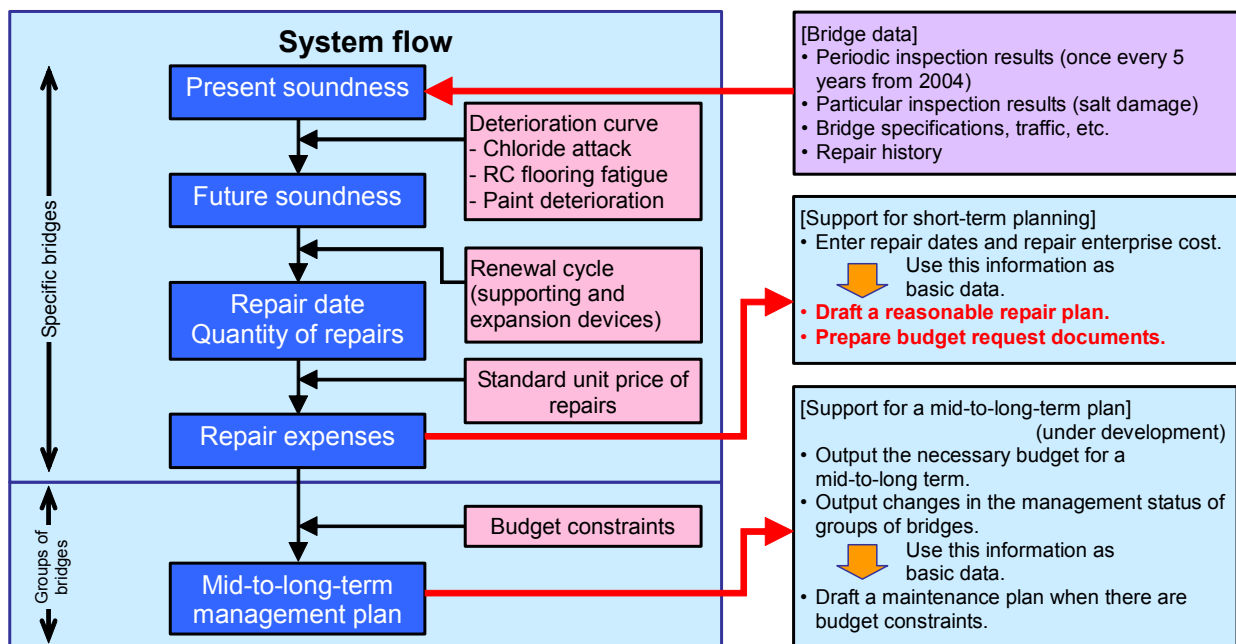 System flow
Specific bridges
Present soundness
Deterioration curve
- Chloride attack
- RC flooring fatigue
- Paint deterioration
Future soundness
Renewal cycle
(supporting and
expansion devices)
Repair date
Quantity of repairs
Standard unit price of
repairs
Repair expenses
Groups of
bridges
Budget constraints
Mid-to-long-term
management plan
[Bridge data]
• Periodic inspection results (once every 5
years from 2004)
• Particular inspection results (salt damage)
• Bridge specifications, traffic, etc.
• Repair history
[Support for short-term planning]
• Enter repair dates and repair enterprise cost.
Use this information as
basic data.
• Draft a reasonable repair plan.
• Prepare budget request documents.
[Support for a mid-to-long-term plan]
(under development)
• Output the necessary budget for a
mid-to-long term.
• Output changes in the management status of
groups of bridges.
Use this information as
basic data.
• Draft a maintenance plan when there are
budget constraints.